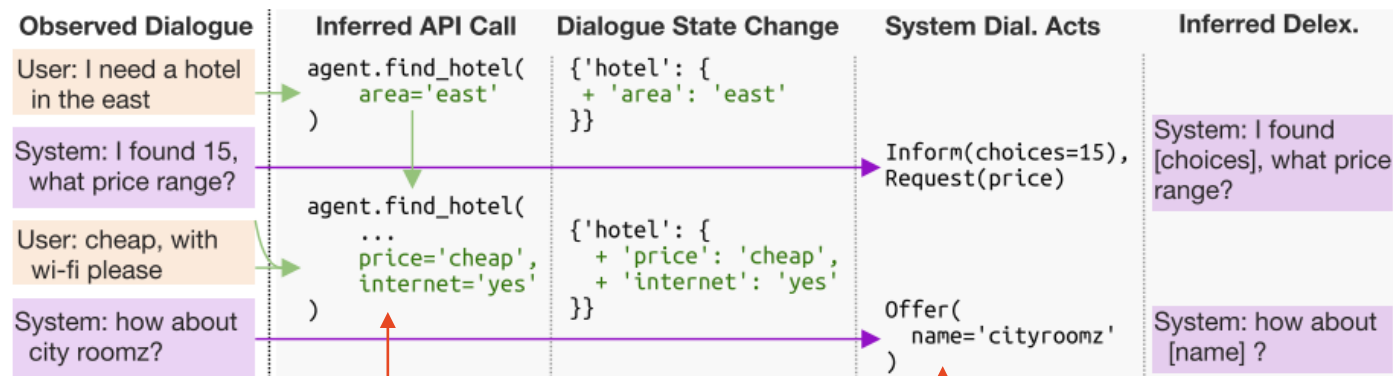 Observed Dialogue
Inferred API Call
Dialogue State Change
System Dial. Acts
Inferred Delex.
User: I need a hotel
in the east
agent.find_hotel(
area='east'
)
{'hotel': {
+ 'area': 'east'
}}
System: I found 15,
what price range?
Inform(choices=15),
Request(price)
System: I found
[choices], what price
range?
User: cheap, with
wi-fi please
agent.find_hotel(
...
price='cheap',
internet='yes'
)
{'hotel': {
+ 'price': 'cheap',
+ 'internet': 'yes'
}}
System: how about
city roomz?
Offer(
name='cityroomz'
)
System: how about
[name] ?